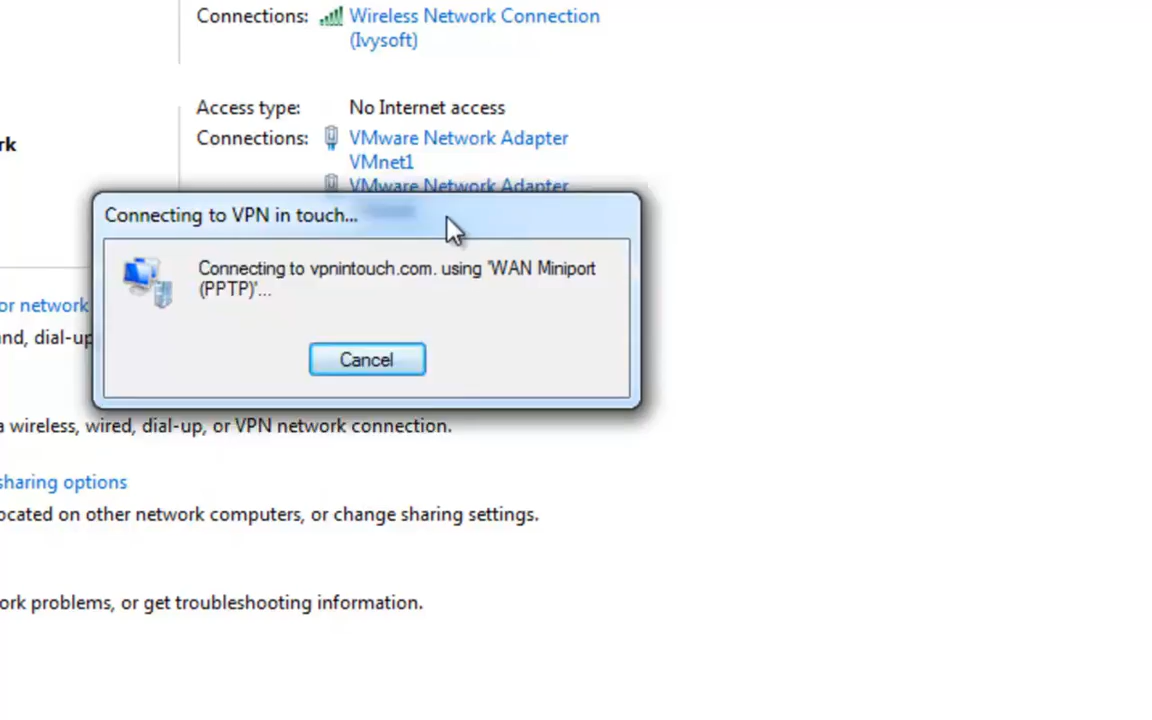 Connections: Wireless Network Connection
(Ivysoft)
Access type: No Internet access
rk
Connections: VMware Network Adapter
VMnet1
VMware Network Adapter
Connecting to VPN in touch...
Connecting to vpnintouch.com. using 'WAN Miniport
(PPTP)'...
or network
nd, dial-up
Cancel
a wireless, wired, dial-up, or VPN network connection.
sharing options
ocated on other network computers, or change sharing settings.
ork problems, or get troubleshooting information.